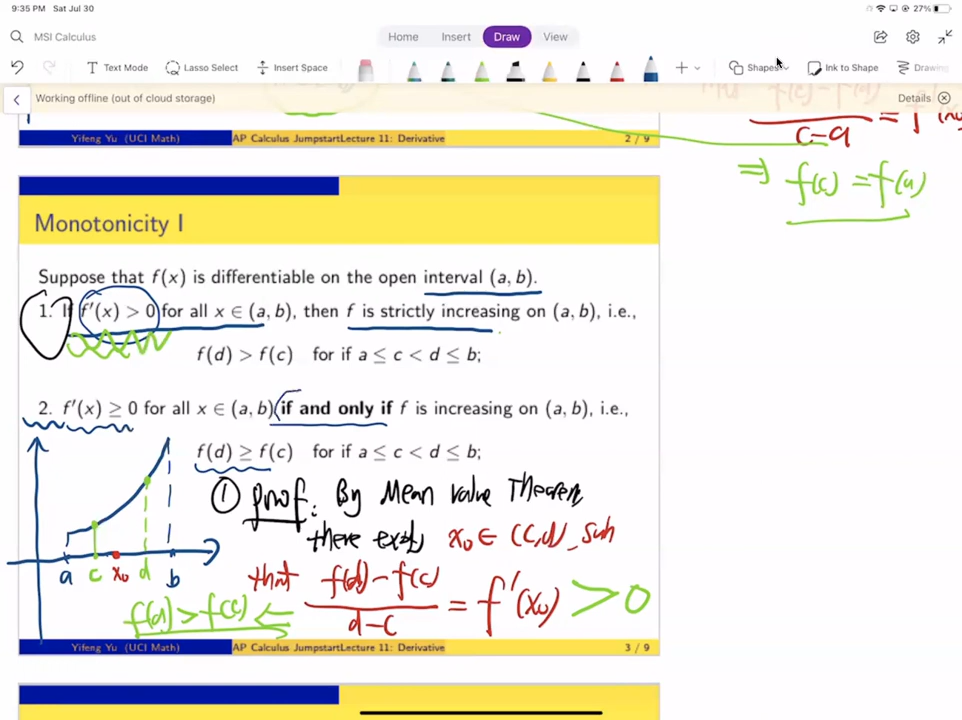 9:35 PM Sat Jul 30
27%
MSI Calculus
Home Insert Draw View
Text Mode Lasso Select Insert Space Shapes Ink to Shape Drawing
Working offline (out of cloud storage) Details
c-a = f'(x₀
⇒ f(c) = f(a)
Yifeng Yu (UCI Math) AP Calculus JumpstartLecture 11: Derivative 2 / 9
Monotonicity I
Suppose that f(x) is differentiable on the open interval (a, b).
1. If f′(x) > 0 for all x ∈ (a, b), then f is strictly increasing on (a, b), i.e.,
f(d) > f(c) for if a ≤ c < d ≤ b;
2. f′(x) ≥ 0 for all x ∈ (a, b) if and only if f is increasing on (a, b), i.e.,
f(d) ≥ f(c) for if a ≤ c < d ≤ b;
① proof: By Mean Value Theorem
there exists x₀ ∈ (c,d) such
a c x₀ d b
that f(d)-f(c) / d-c = f'(x₀) > 0
f(d) > f(c) ⇐
Yifeng Yu (UCI Math) AP Calculus JumpstartLecture 11: Derivative 3 / 9